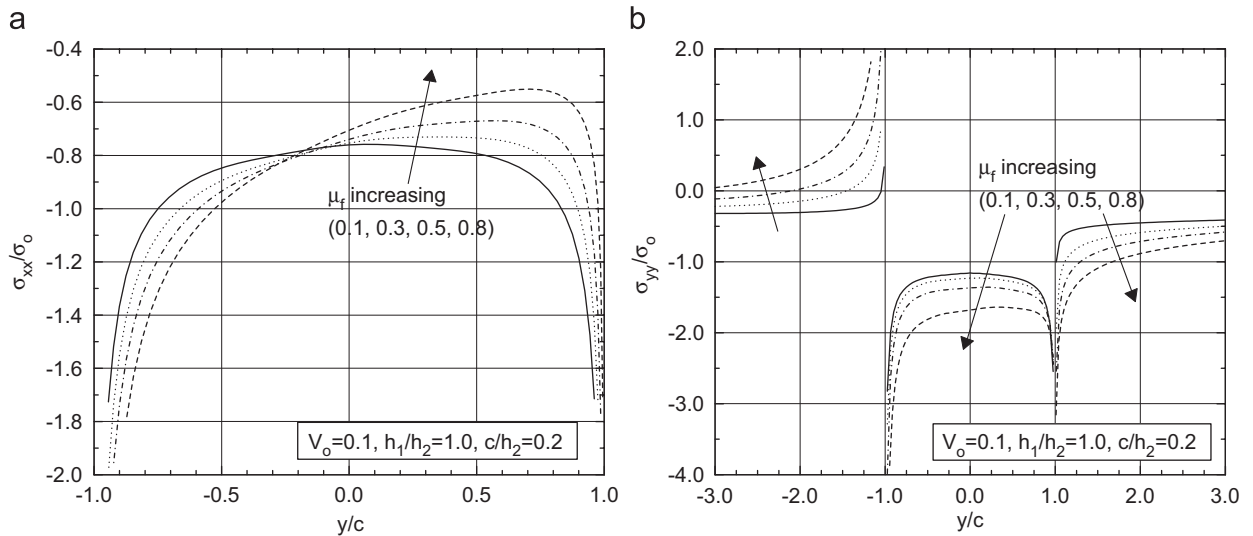 a
-0.4
-0.6
-0.8
-1.0
-1.2
-1.4
-1.6
-1.8
-2.0
σxx/σo
μf increasing
(0.1, 0.3, 0.5, 0.8)
Vo=0.1, h1/h2=1.0, c/h2=0.2
-1.0 -0.5 0.0 0.5 1.0
y/c
b
2.0
1.0
0.0
-1.0
-2.0
-3.0
-4.0
σyy/σo
μf increasing
(0.1, 0.3, 0.5, 0.8)
Vo=0.1, h1/h2=1.0, c/h2=0.2
-3.0 -2.0 -1.0 0.0 1.0 2.0 3.0
y/c